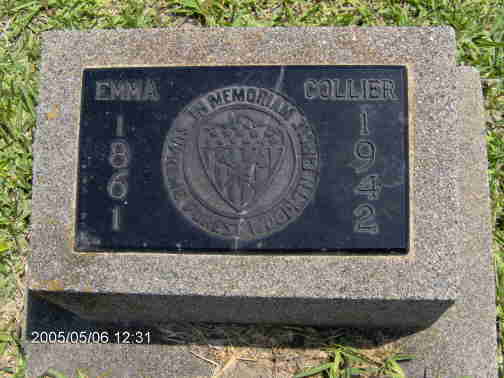 EMMA
COLLIER
1861
1942
IN MEMORIAM
2005/05/06 12:31